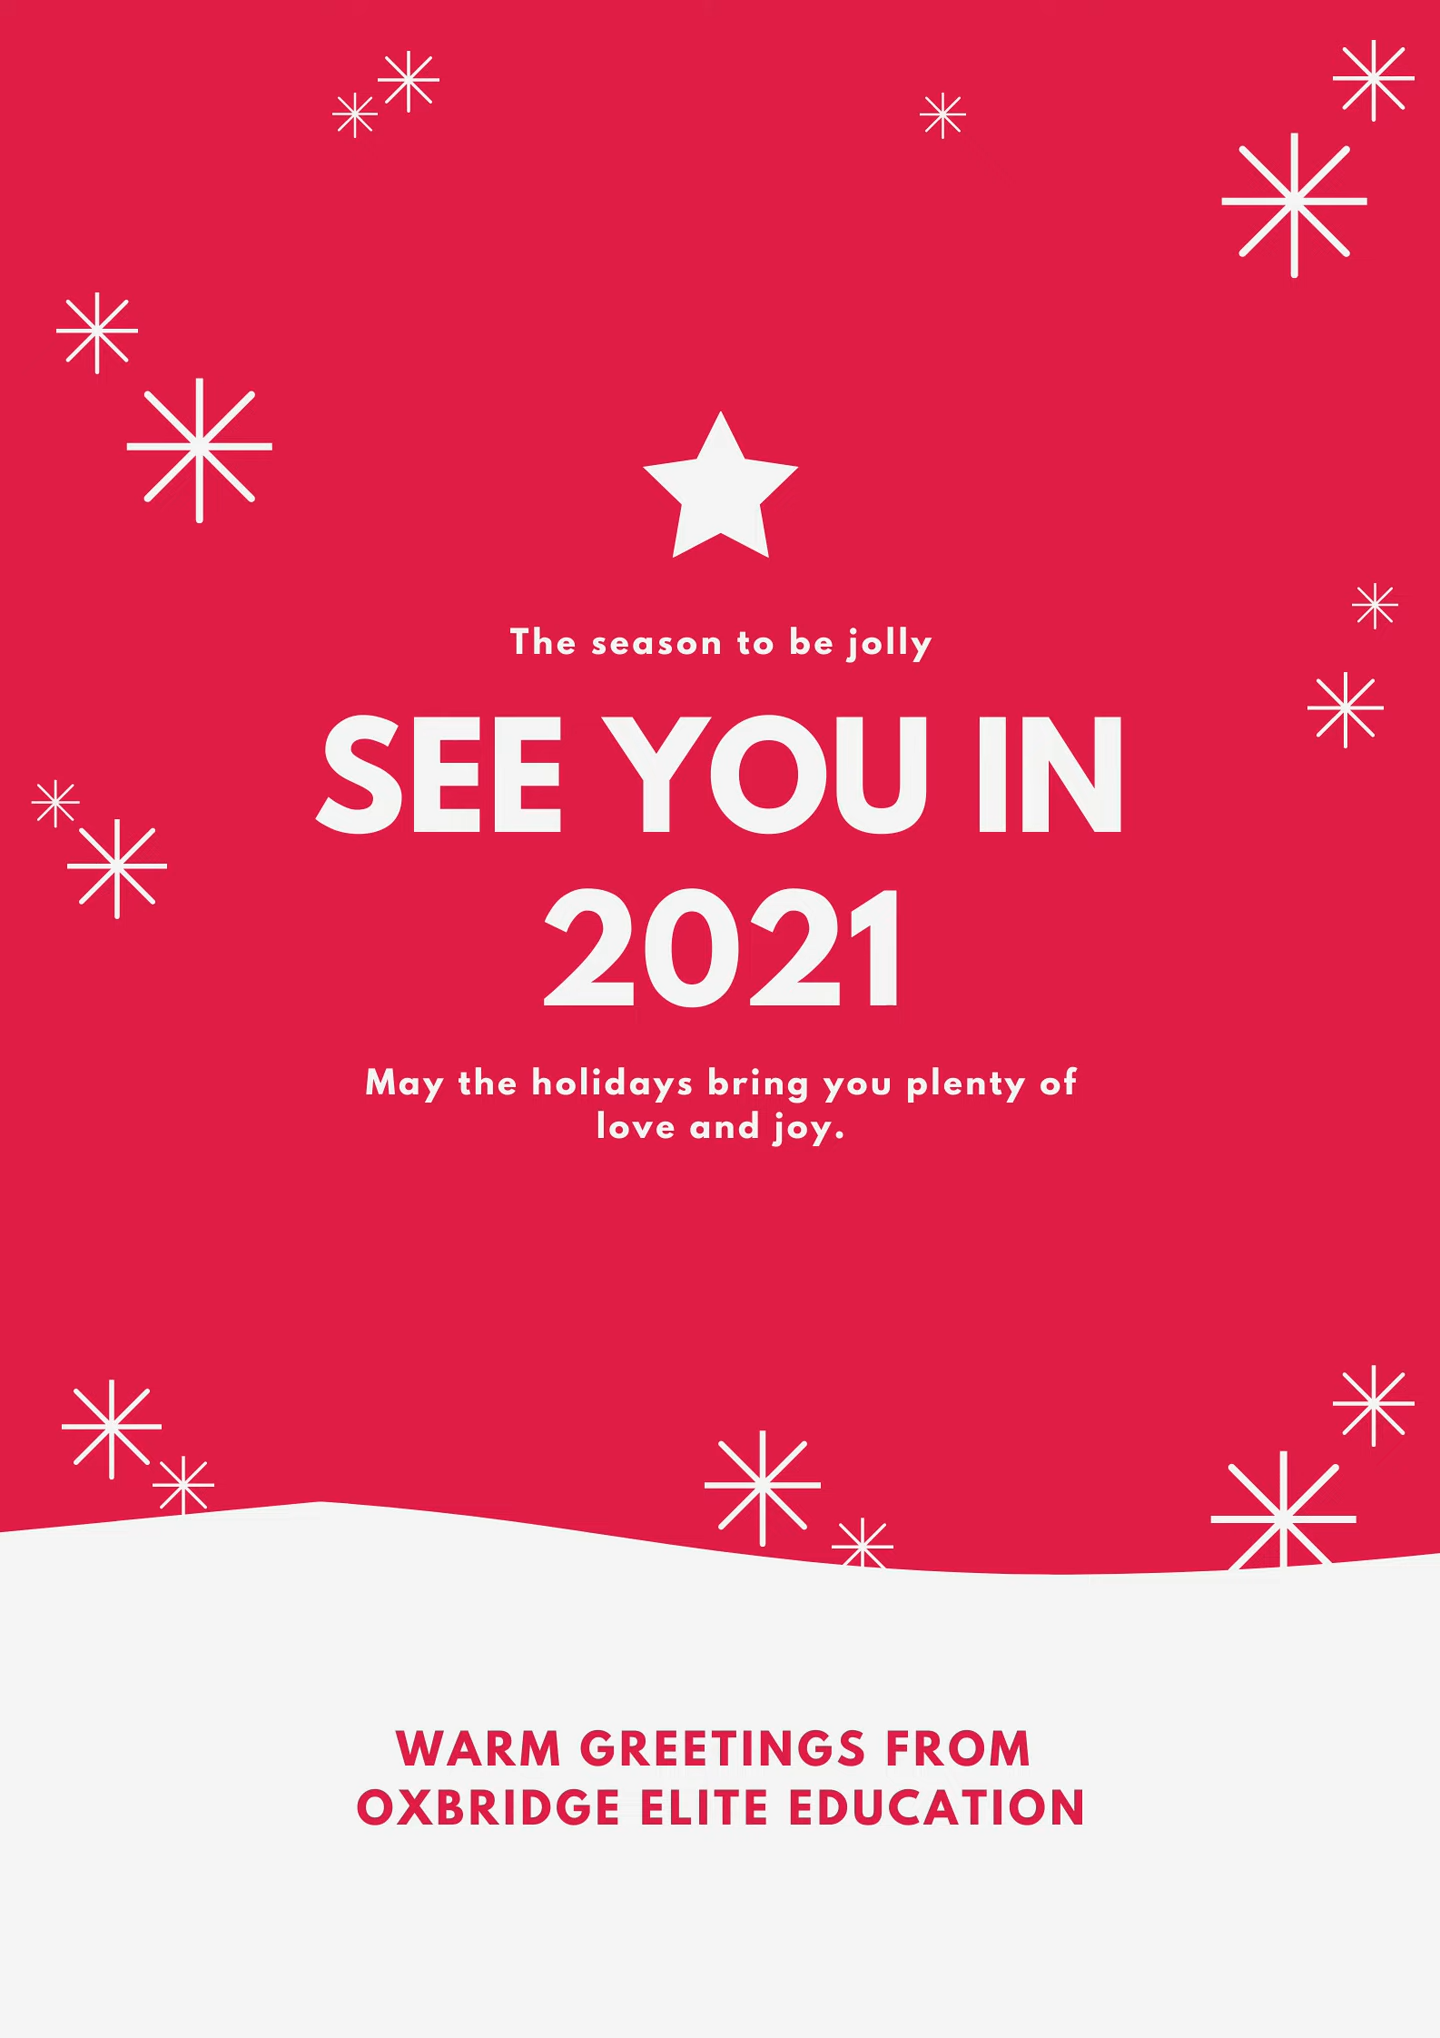 The season to be jolly
SEE YOU IN
2021
May the holidays bring you plenty of
love and joy.
WARM GREETINGS FROM
OXBRIDGE ELITE EDUCATION